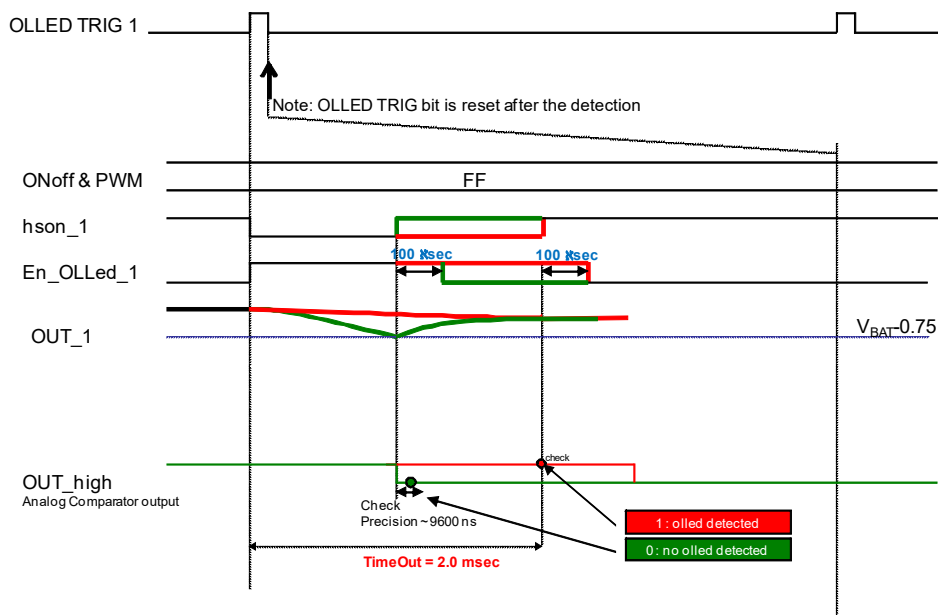 OLLED TRIG 1
Note: OLLED TRIG bit is reset after the detection
ONoff & PWM
FF
hson_1
100 sec
100 sec
En_OLLed_1
OUT_1
VBAT-0.75
check
OUT_high
Analog Comparator output
Check
Precision ~ 9600 ns
1 : olled detected
0 : no olled detected
TimeOut = 2.0 msec